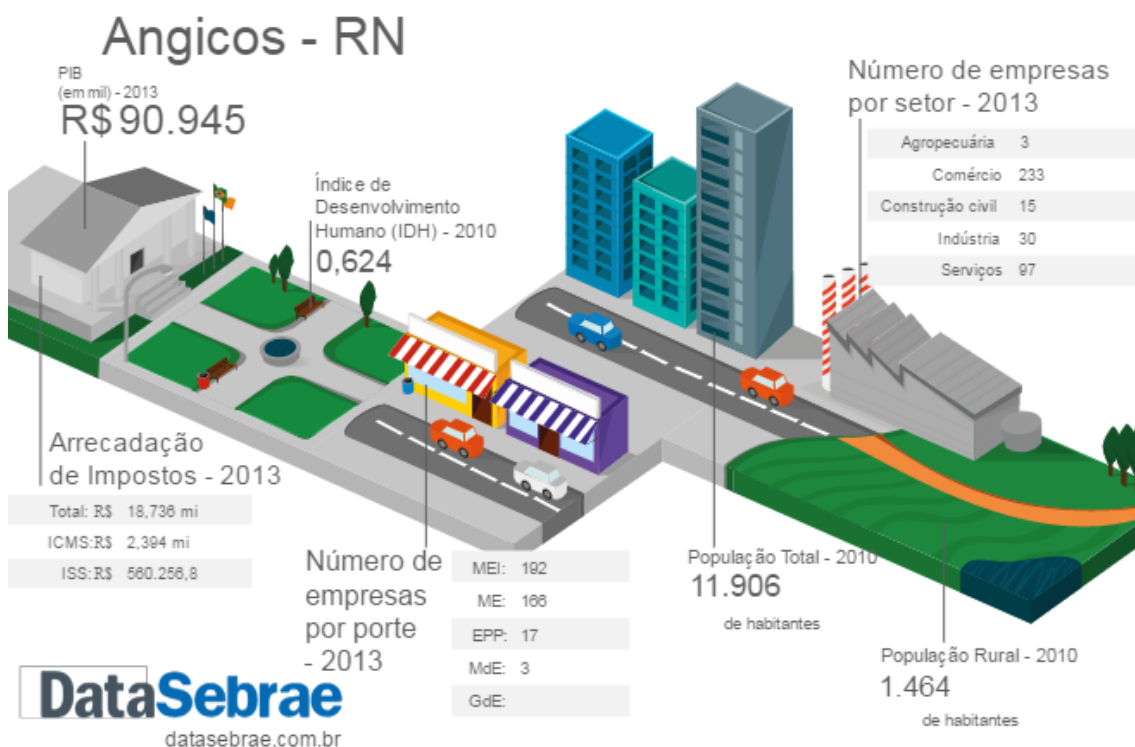 Angicos - RN
PIB
(em mil) - 2013
R$ 90.945
Índice de
Desenvolvimento
Humano (IDH) - 2010
0,624
Número de empresas
por setor - 2013
Agropecuária 3
Comércio 233
Construção civil 15
Indústria 30
Serviços 97
Arrecadação
de Impostos - 2013
Total: R$ 18,736 mi
ICMS:R$ 2,394 mi
ISS:R$ 560.256,8
Número de
empresas
por porte
- 2013
MEI: 192
ME: 166
EPP: 17
MdE: 3
GdE:
População Total - 2010
11.906
de habitantes
População Rural - 2010
1.464
de habitantes
DataSebrae
datasebrae.com.br